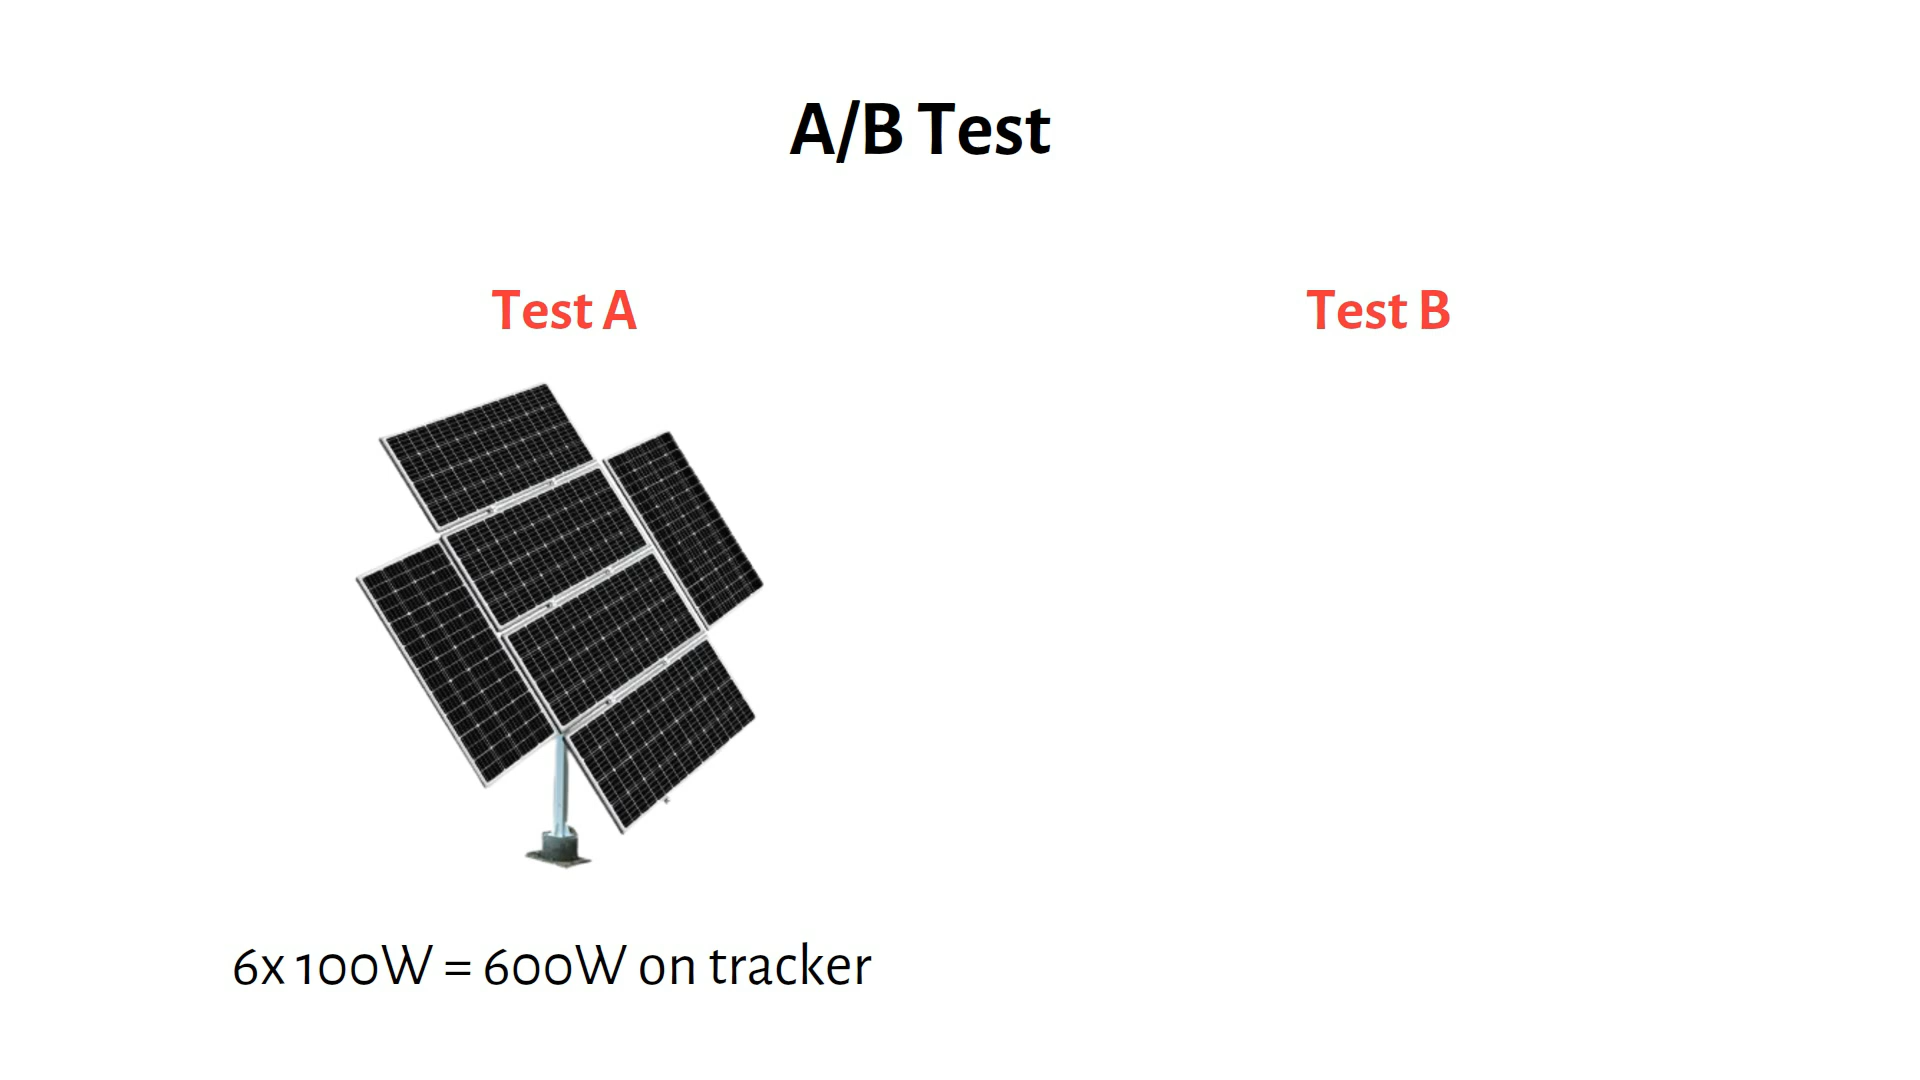 A/B Test
Test A
Test B
6x 100W = 600W on tracker